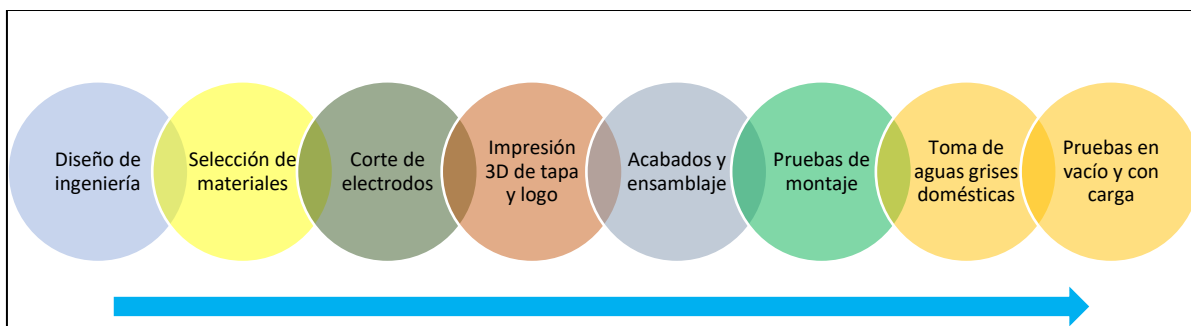 Diseño de
ingeniería
Selección de
materiales
Corte de
electrodos
Impresión
3D de tapa
y logo
Acabados y
ensamblaje
Pruebas de
montaje
Toma de
aguas grises
domésticas
Pruebas en
vacío y con
carga